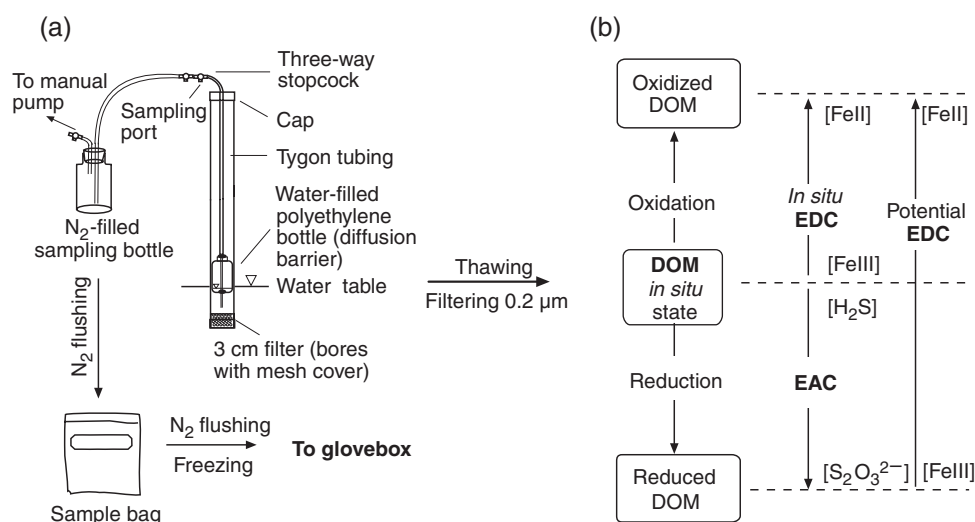 (a)
To manual
pump
Three-way
stopcock
Sampling
port
Cap
Tygon tubing
Water-filled
polyethylene
bottle (diffusion
barrier)
Water table
N₂-filled
sampling bottle
3 cm filter (bores
with mesh cover)
N₂ flushing
Sample bag
N₂ flushing
Freezing
To glovebox
Thawing
Filtering 0.2 µm
(b)
Oxidized
DOM
Oxidation
DOM
in situ
state
Reduction
Reduced
DOM
[FeII]
[FeII]
In situ
EDC
Potential
EDC
[FeIII]
[H₂S]
EAC
[S₂O₃²⁻]
[FeIII]